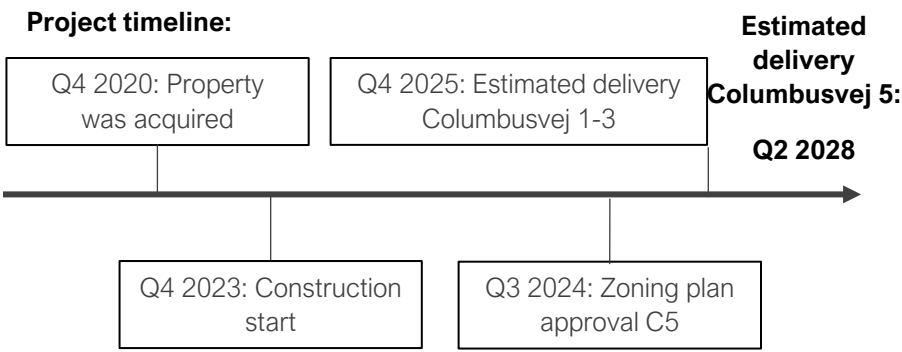 Project timeline:
Q4 2020: Property
was acquired
Q4 2025: Estimated delivery
Columbusvej 1-3
Estimated
delivery
Columbusvej 5:
Q2 2028
Q4 2023: Construction
start
Q3 2024: Zoning plan
approval C5